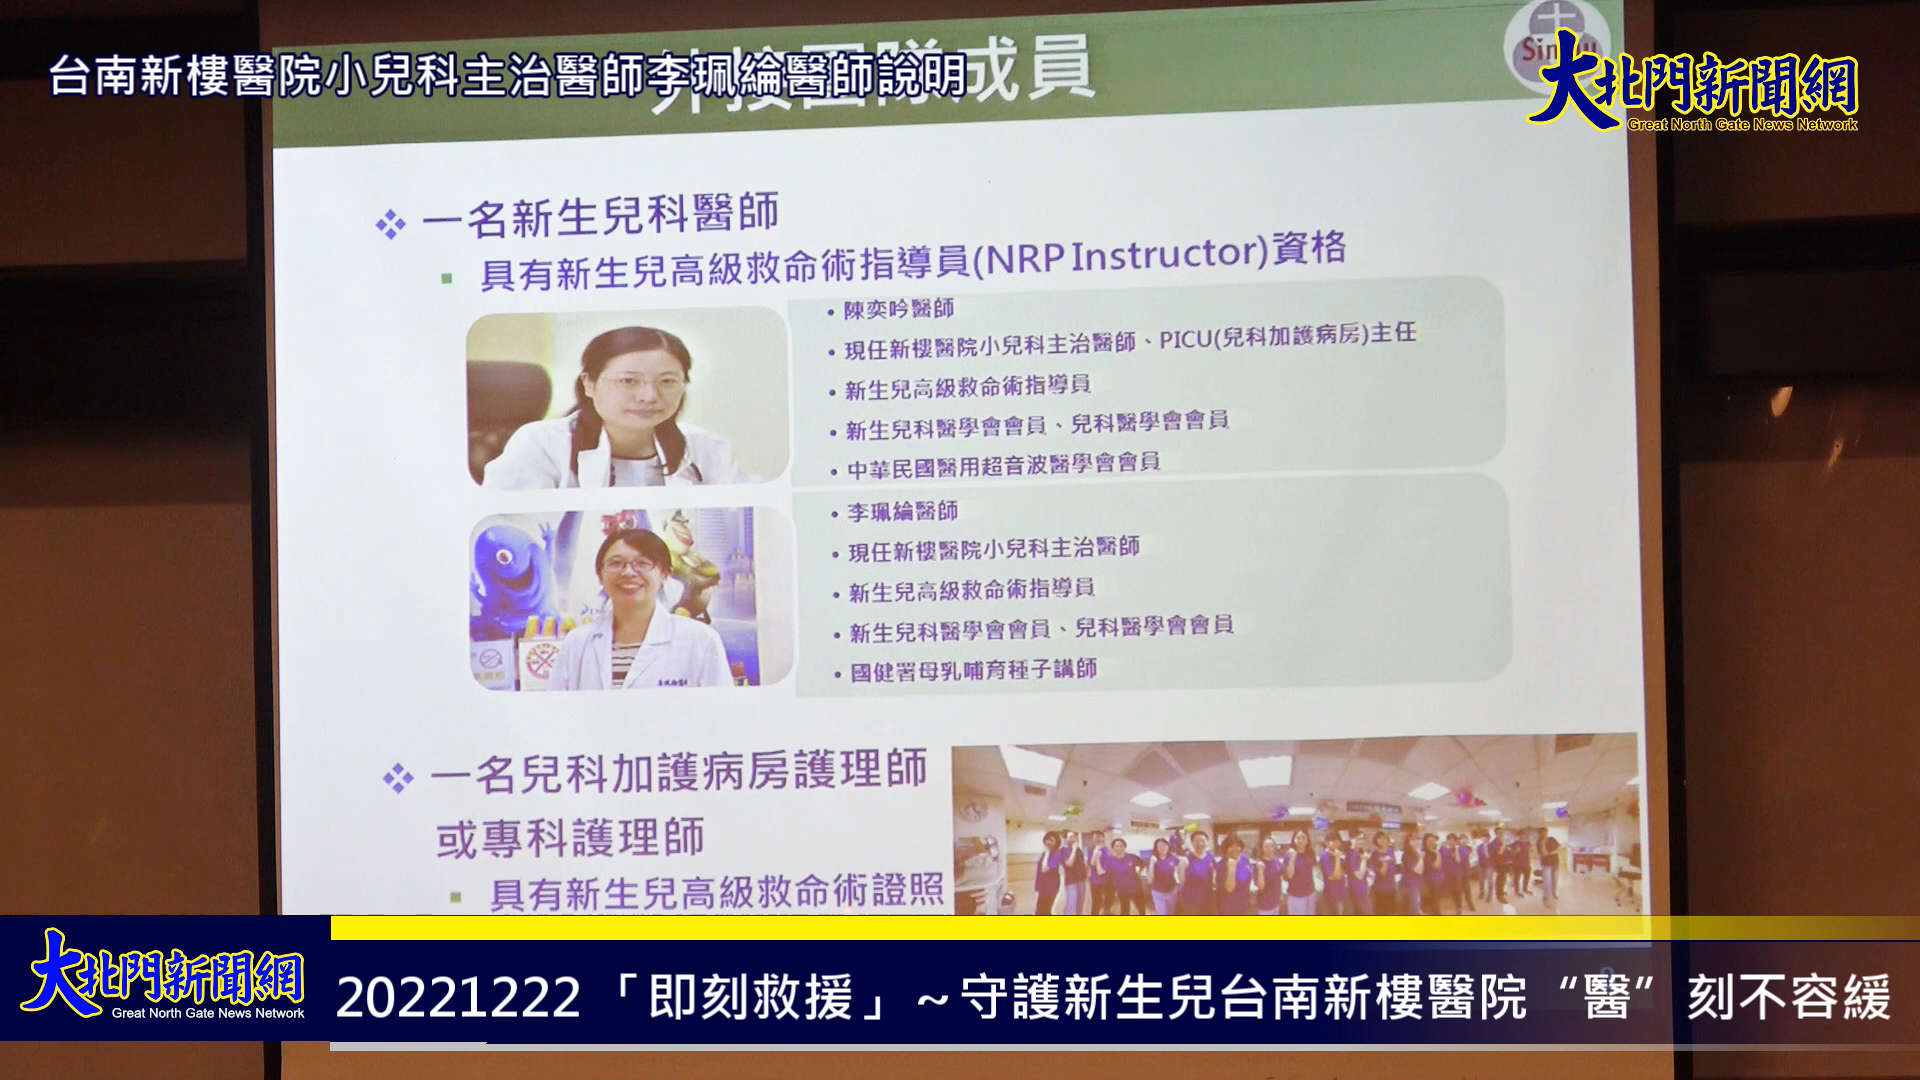 台南新樓醫院小兒科主治醫師李珮綸醫師說明
外接團隊成員
大北門新聞網
Great North Gate News Network
一名新生兒科醫師
具有新生兒高級救命術指導員(NRP Instructor)資格
• 陳奕吟醫師
• 現任新樓醫院小兒科主治醫師、PICU(兒科加護病房)主任
• 新生兒高級救命術指導員
• 新生兒科醫學會會員、兒科醫學會會員
• 中華民國醫用超音波醫學會會員
• 李珮綸醫師
• 現任新樓醫院小兒科主治醫師
• 新生兒高級救命術指導員
• 新生兒科醫學會會員、兒科醫學會會員
• 國健署母乳哺育種子講師
一名兒科加護病房護理師
或專科護理師
具有新生兒高級救命術證照
大北門新聞網
Great North Gate News Network
20221222「即刻救援」~守護新生兒台南新樓醫院“醫”刻不容緩